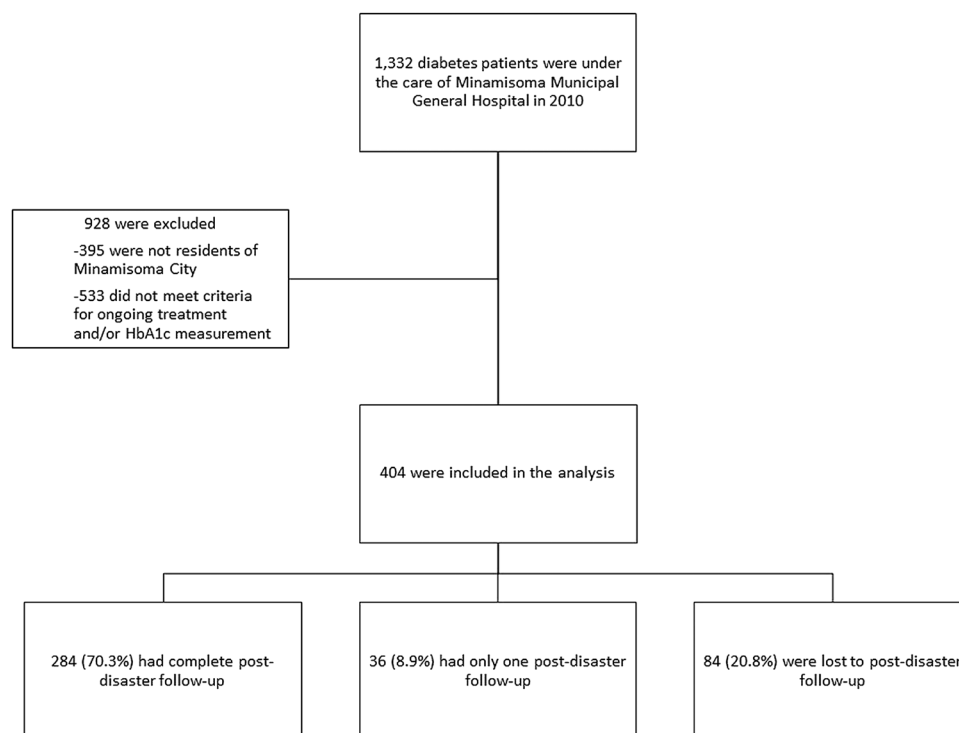 1,332 diabetes patients were under
the care of Minamisoma Municipal
General Hospital in 2010
928 were excluded
-395 were not residents of
Minamisoma City
-533 did not meet criteria
for ongoing treatment
and/or HbA1c measurement
404 were included in the analysis
284 (70.3%) had complete post-
disaster follow-up
36 (8.9%) had only one post-disaster
follow-up
84 (20.8%) were lost to post-disaster
follow-up